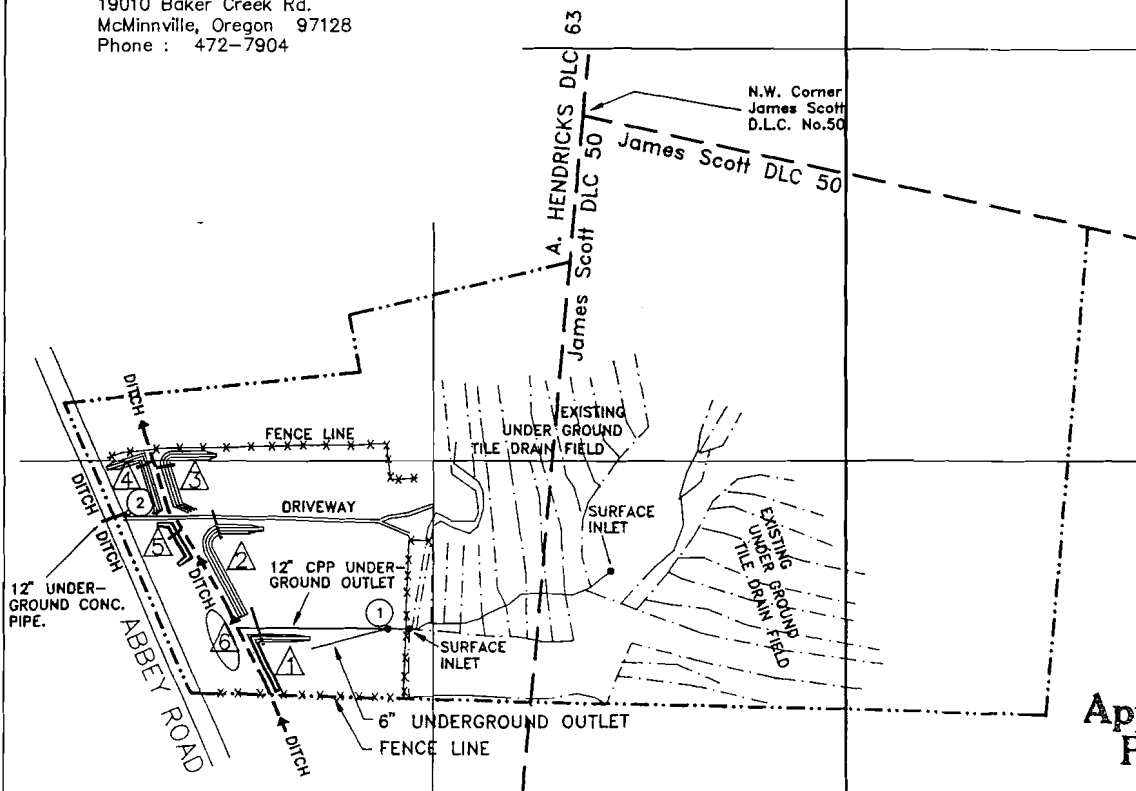 19010 Baker Creek Rd.
McMinnville, Oregon 97128
Phone : 472-7904
A. HENDRICKS DLC 63
James Scott DLC 50
N.W. Corner
James Scott
D.L.C. No.50
James Scott DLC 50
DITCH
FENCE LINE
EXISTING
UNDER GROUND
TILE DRAIN FIELD
4
3
DITCH
2
DRIVEWAY
SURFACE
INLET
5
2
DITCH
EXISTING
UNDER GROUND
TILE DRAIN FIELD
12" UNDER-
GROUND CONC.
PIPE.
DITCH
12" CPP UNDER-
GROUND OUTLET
1
6
1
SURFACE
INLET
ABBEY ROAD
6" UNDERGROUND OUTLET
FENCE LINE
DITCH